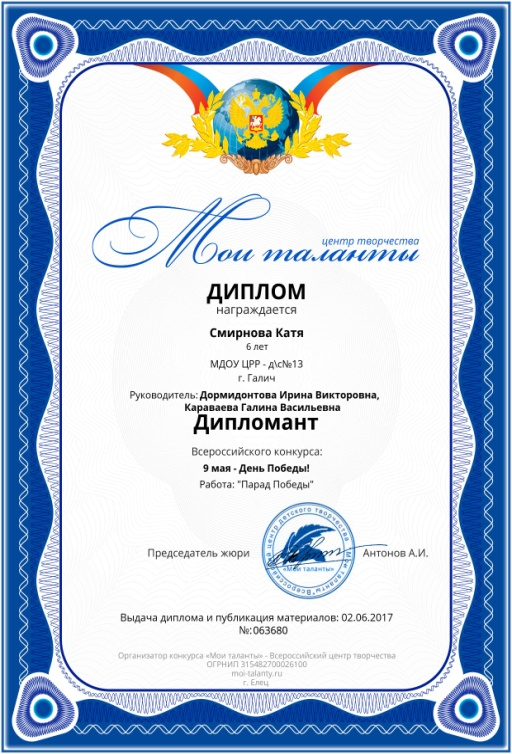 центр творчества
Мои таланты
ДИПЛОМ
награждается
Смирнова Катя
6 лет
МДОУ ЦРР - д\с№13
г. Галич
Руководитель: Дормидонтова Ирина Викторовна,
Караваева Галина Васильевна
Дипломант
Всероссийского конкурса:
9 мая - День Победы!
Работа: "Парад Победы"
Председатель жюри
«Мои таланты»
Антонов А.И.
Выдача диплома и публикация материалов: 02.06.2017
№:063680
Организатор конкурса «Мои таланты» - Всероссийский центр творчества
ОГРНИП 315482700026100
moi-talanty.ru
г. Елец